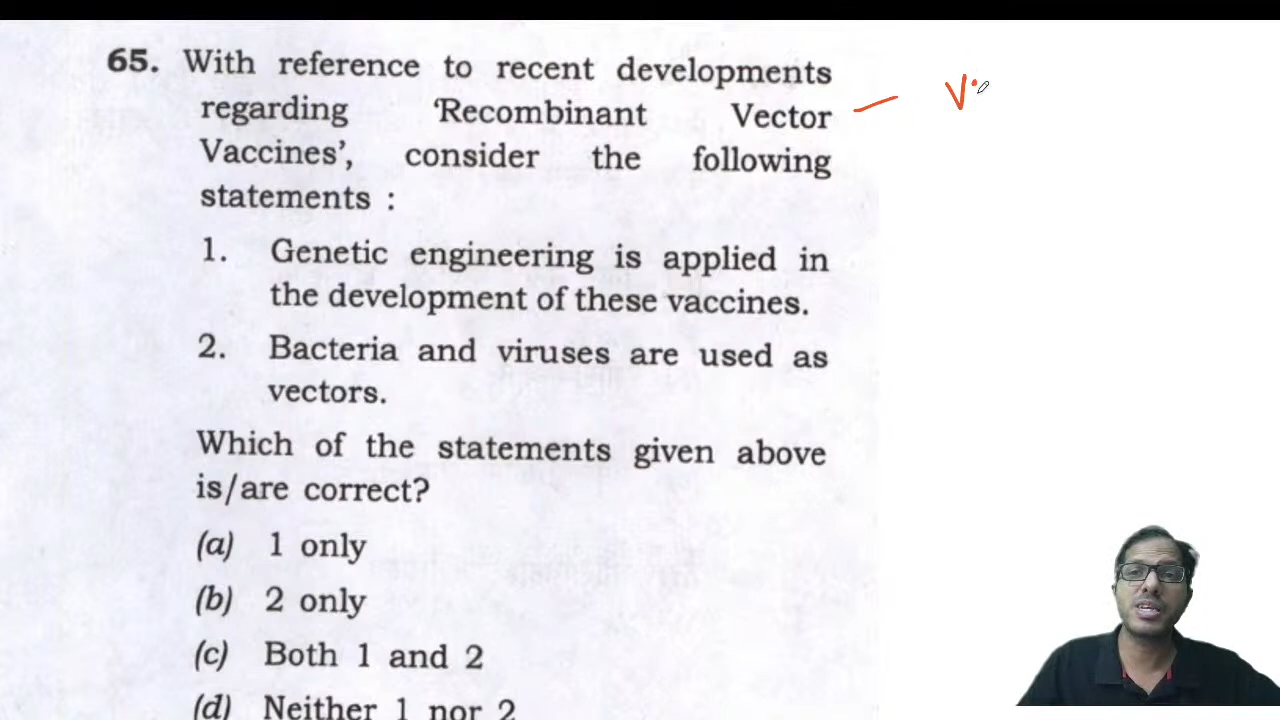 65. With reference to recent developments
regarding 'Recombinant Vector
Vaccines', consider the following
statements :
1. Genetic engineering is applied in
the development of these vaccines.
2. Bacteria and viruses are used as
vectors.
Which of the statements given above
is/are correct?
(a) 1 only
(b) 2 only
(c) Both 1 and 2
(d) Neither 1 nor 2